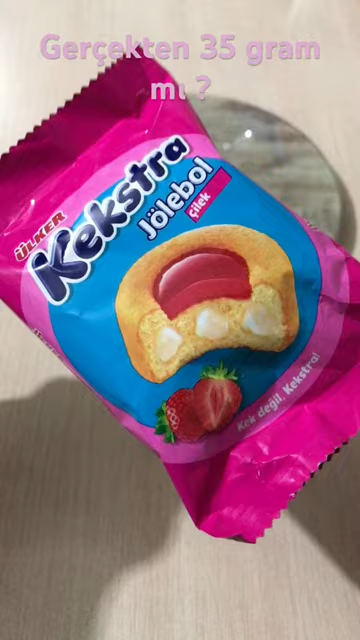 Gerçekten 35 gram
mı ?
ÜLKER
Kekstra
Jölebol
Çilek
Kek değil, Kekstra!